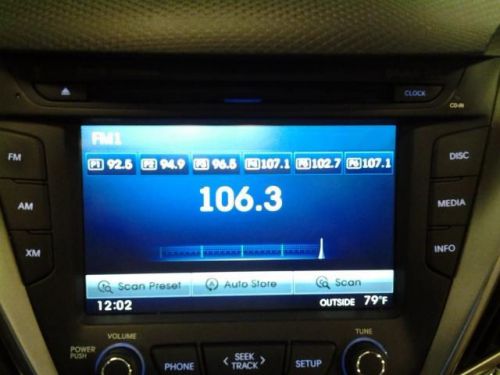 CLOCK
CD-IN
FM1
P1 92.5 P2 94.9 P3 96.5 P4 107.1 P5 102.7 P6 107.1
106.3
Scan Preset Auto Store Scan
12:02 OUTSIDE 79°F
FM
AM
XM
DISC
MEDIA
INFO
VOLUME
POWER
PUSH
PHONE
SEEK
TRACK
SETUP
TUNE